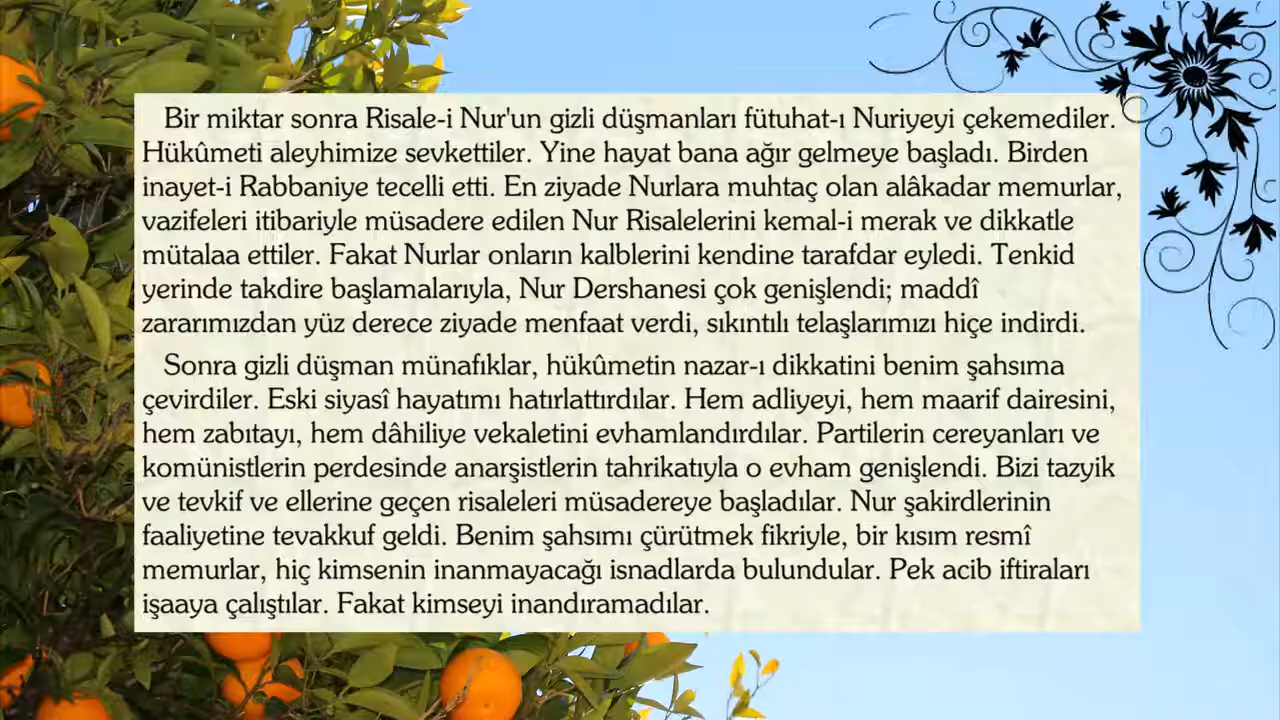 Bir miktar sonra Risale-i Nur'un gizli düşmanları fütuhat-ı Nuriyeyi çekemediler.
Hükûmeti aleyhimize sevkettiler. Yine hayat bana ağır gelmeye başladı. Birden
inayet-i Rabbaniye tecelli etti. En ziyade Nurlara muhtaç olan alâkadar memurlar,
vazifeleri itibariyle müsadere edilen Nur Risalelerini kemal-i merak ve dikkatle
mütalaa ettiler. Fakat Nurlar onların kalblerini kendine tarafdar eyledi. Tenkid
yerinde takdire başlamalarıyla, Nur Dershanesi çok genişlendi; maddî
zararımızdan yüz derece ziyade menfaat verdi, sıkıntılı telaşlarımızı hiçe indirdi.
Sonra gizli düşman münafıklar, hükûmetin nazar-ı dikkatini benim şahsıma
çevirdiler. Eski siyasî hayatımı hatırlattırdılar. Hem adliyeyi, hem maarif dairesini,
hem zabıtayı, hem dâhiliye vekaletini evhamlandırdılar. Partilerin cereyanları ve
komünistlerin perdesinde anarşistlerin tahrikatıyla o evham genişlendi. Bizi tazyik
ve tevkif ve ellerine geçen risaleleri müsadereye başladılar. Nur şakirdlerinin
faaliyetine tevakkuf geldi. Benim şahsımı çürütmek fikriyle, bir kısım resmî
memurlar, hiç kimsenin inanmayacağı isnadlarda bulundular. Pek acib iftiraları
işaaya çalıştılar. Fakat kimseyi inandıramadılar.